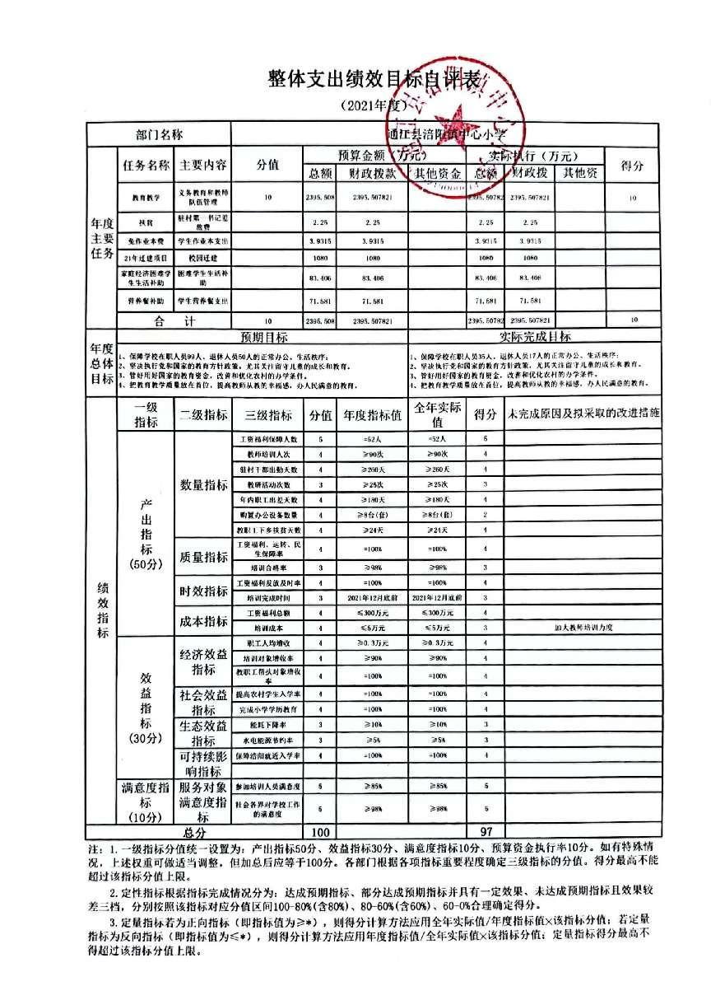 整体支出绩效目标自评表
(2021年度)
部门名称 通江县涪阳镇中心小学
任务名称 主要内容 分值 预算金额(万元) 实际执行(万元) 得分
总额 财政拨款 其他资金 总额 财政拨 其他资
年度主要任务
教育教学 义务教育和教师队伍管理 10 2395.508 2395.507821 2395.50782 2395.507821 10
扶贫 驻村第一书记差旅费 2.25 2.25 2.25 2.25
免作业本费 学生作业本支出 3.9315 3.9315 3.9315 3.9315
21年迁建项目 校园迁建 1080 1080 1080 1080
家庭经济困难学生生活补助 困难学生生活补助 83.406 83.406 83.406 83.406
营养餐补助 学生营养餐支出 71.581 71.581 71.581 71.581
合 计 10 2395.508 2395.507821 2395.50782 2395.507821 10
年度总体目标
预期目标 实际完成目标
1、保障学校在职人员99人、退休人员50人的正常办公、生活秩序;
2、坚决执行党和国家的教育方针政策,尤其关注留守儿童的成长和教育。
3、管好用好国家的教育资金,改善和优化农村的办学条件。
4、把教育教学质量放在首位,提高教师从教的幸福感,办人民满意的教育。
1、保障学校在职人员35人、退休人员17人的正常办公、生活秩序;
2、坚决执行党和国家的教育方针政策,尤其关注留守儿童的成长和教育。
3、管好用好国家的教育资金,改善和优化农村的办学条件。
4、把教育教学质量放在首位,提高教师从教的幸福感,办人民满意的教育。
绩效指标
一级指标 二级指标 三级指标 分值 年度指标值 全年实际值 得分 未完成原因及拟采取的改进措施
产出指标(50分)
数量指标
工资福利保障人数 5 =52人 =52人 5
教师培训人次 4 ≥90次 ≥90次 4
驻村干部出勤天数 4 ≥260天 ≥260天 4
教研活动次数 3 ≥25次 ≥25次 3
年内职工出差天数 4 ≥180天 ≥180天 4
购置办公设备数量 4 ≥8台(套) ≥8台(套) 2
教职工下乡扶贫天数 4 ≥24天 ≥24天 4
质量指标
工资福利、运转、民生保障率 4 =100% =100% 4
培训合格率 3 ≥98% ≥98% 3
时效指标
工资福利发放及时率 4 =100% =100% 4
培训完成时间 3 2021年12月底前 2021年12月底前 3
成本指标
工资福利总额 4 ≤300万元 ≤300万元 4
培训成本 4 ≤5万元 ≤5万元 3 加大教师培训力度
效益指标(30分)
经济效益指标
职工人均增收 4 ≥0.3万元 ≥0.3万元 4
培训对象增收率 4 ≥90% ≥90% 4
教职工帮扶对象增收率 4 =100% =100% 4
社会效益指标
提高农村学生入学率 4 =100% =100% 4
完成小学学历教育 4 =100% =100% 4
生态效益指标
能耗下降率 3 ≥10% ≥10% 3
水电能源节约率 3 ≥5% ≥5% 3
可持续影响指标
保障涪阳就近入学率 4 =100% =100% 4
满意度指标(10分)
服务对象满意度指标
参加培训人员满意度 5 ≥85% ≥85% 5
社会各界对学校工作的满意度 5 ≥98% ≥98% 5
总分 100 97
注:1.一级指标分值统一设置为:产出指标50分、效益指标30分、满意度指标10分、预算资金执行率10分。如有特殊情
况,上述权重可做适当调整,但加总后应等于100分。各部门根据各项指标重要程度确定三级指标的分值。得分最高不能
超过该指标分值上限。
2.定性指标根据指标完成情况分为:达成预期指标、部分达成预期指标并具有一定效果、未达成预期指标且效果较
差三档,分别按照该指标对应分值区间100-80%(含80%)、80-60%(含60%)、60-0%合理确定得分。
3.定量指标若为正向指标(即指标值为≥*),则得分计算方法应用全年实际值/年度指标值×该指标分值;若定量
指标为反向指标(即指标值为≤*),则得分计算方法应用年度指标值/全年实际值×该指标分值;定量指标得分最高不
得超过该指标分值上限。